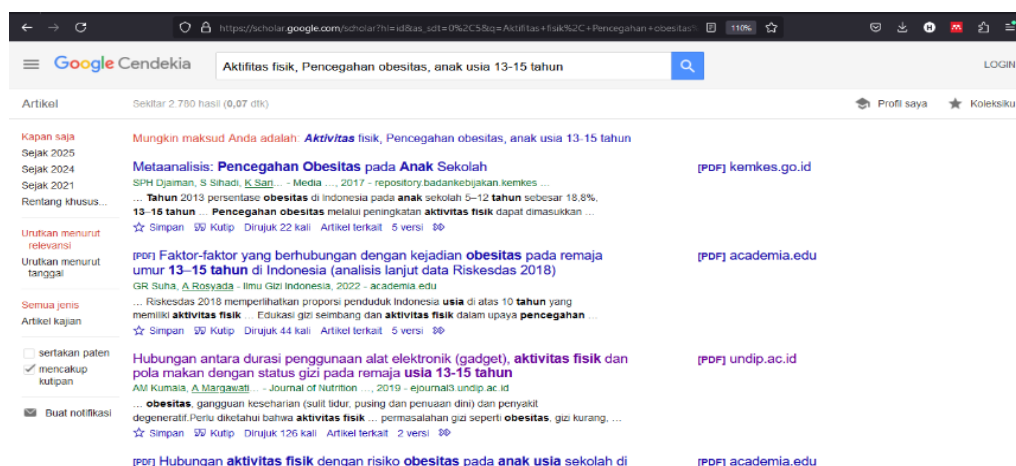 https://scholar.google.com/scholar?hl=id&as_sdt=0%2C5&q=Aktifitas+fisik%2C+Pencegahan+obesitas%
110%
Google Cendekia
Aktifitas fisik, Pencegahan obesitas, anak usia 13-15 tahun
LOGIN
Artikel
Sekitar 2.780 hasil (0,07 dtk)
Profil saya
Koleksiku
Kapan saja
Sejak 2025
Sejak 2024
Sejak 2021
Rentang khusus...
Urutkan menurut
relevansi
Urutkan menurut
tanggal
Semua jenis
Artikel kajian
sertakan paten
mencakup
kutipan
Buat notifikasi
Mungkin maksud Anda adalah: Aktivitas fisik, Pencegahan obesitas, anak usia 13-15 tahun
Metaanalisis: Pencegahan Obesitas pada Anak Sekolah
[PDF] kemkes.go.id
SPH Djaiman, S Sihadi, K Sari... - Media ..., 2017 - repository.badankebijakan.kemkes ...
... Tahun 2013 persentase obesitas di Indonesia pada anak sekolah 5–12 tahun sebesar 18,8%,
13–15 tahun ... Pencegahan obesitas melalui peningkatan aktivitas fisik dapat dimasukkan ...
Simpan Kutip Dirujuk 22 kali Artikel terkait 5 versi
[PDF] Faktor-faktor yang berhubungan dengan kejadian obesitas pada remaja
umur 13–15 tahun di Indonesia (analisis lanjut data Riskesdas 2018)
[PDF] academia.edu
GR Suha, A Rosyada - Ilmu Gizi Indonesia, 2022 - academia.edu
... Riskesdas 2018 memperlihatkan proporsi penduduk Indonesia usia di atas 10 tahun yang
memiliki aktivitas fisik ... Edukasi gizi seimbang dan aktivitas fisik dalam upaya pencegahan ...
Simpan Kutip Dirujuk 44 kali Artikel terkait 5 versi
Hubungan antara durasi penggunaan alat elektronik (gadget), aktivitas fisik dan
pola makan dengan status gizi pada remaja usia 13-15 tahun
[PDF] undip.ac.id
AM Kumala, A Margawati... - Journal of Nutrition ..., 2019 - ejournal3.undip.ac.id
... obesitas, gangguan keseharian (sulit tidur, pusing dan penuaan dini) dan penyakit
degeneratif.Perlu diketahui bahwa aktivitas fisik ... permasalahan gizi seperti obesitas, gizi kurang, ...
Simpan Kutip Dirujuk 126 kali Artikel terkait 2 versi
[PDF] Hubungan aktivitas fisik dengan risiko obesitas pada anak usia sekolah di
[PDF] academia.edu